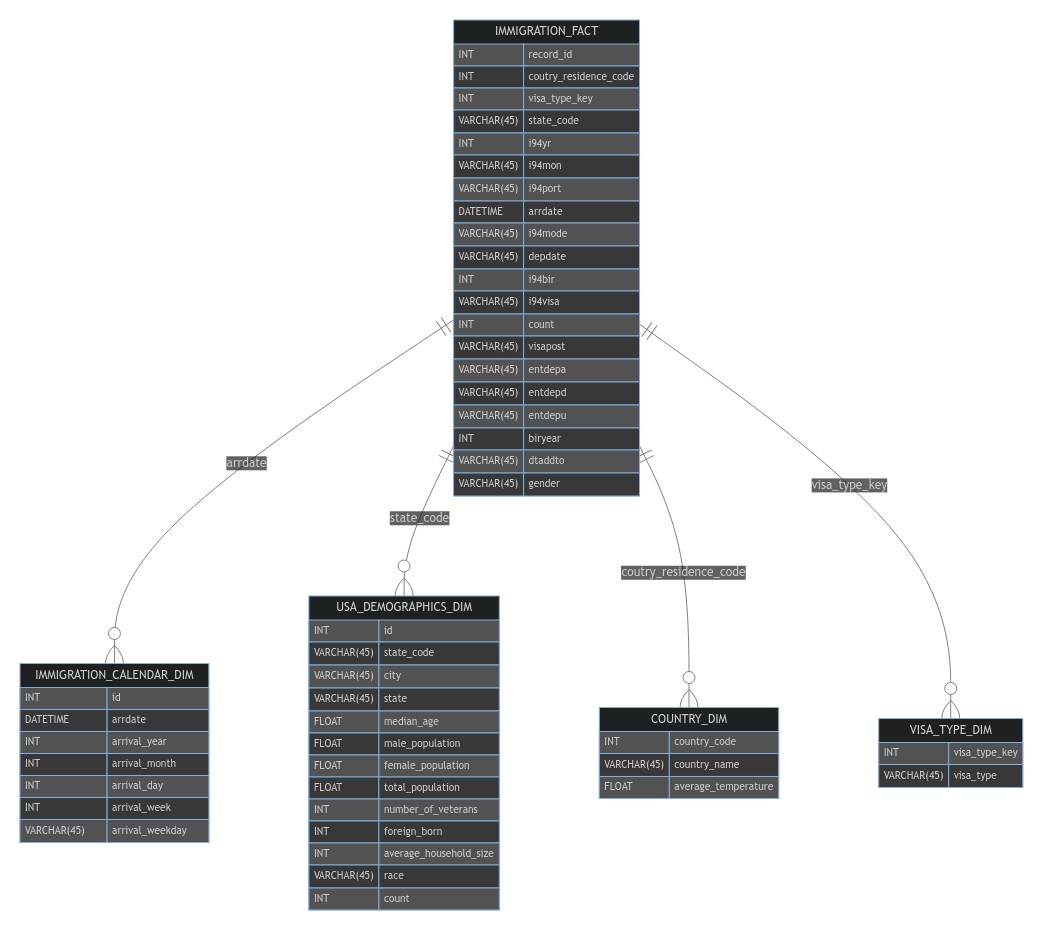 IMMIGRATION_FACT
INT record_id
INT coutry_residence_code
INT visa_type_key
VARCHAR(45) state_code
INT i94yr
VARCHAR(45) i94mon
VARCHAR(45) i94port
DATETIME arrdate
VARCHAR(45) i94mode
VARCHAR(45) depdate
INT i94bir
VARCHAR(45) i94visa
INT count
VARCHAR(45) visapost
VARCHAR(45) entdepa
VARCHAR(45) entdepd
VARCHAR(45) entdepu
INT biryear
VARCHAR(45) dtaddto
VARCHAR(45) gender
arrdate
state_code
coutry_residence_code
visa_type_key
IMMIGRATION_CALENDAR_DIM
INT id
DATETIME arrdate
INT arrival_year
INT arrival_month
INT arrival_day
INT arrival_week
VARCHAR(45) arrival_weekday
USA_DEMOGRAPHICS_DIM
INT id
VARCHAR(45) state_code
VARCHAR(45) city
VARCHAR(45) state
FLOAT median_age
FLOAT male_population
FLOAT female_population
FLOAT total_population
INT number_of_veterans
INT foreign_born
INT average_household_size
VARCHAR(45) race
INT count
COUNTRY_DIM
INT country_code
VARCHAR(45) country_name
FLOAT average_temperature
VISA_TYPE_DIM
INT visa_type_key
VARCHAR(45) visa_type